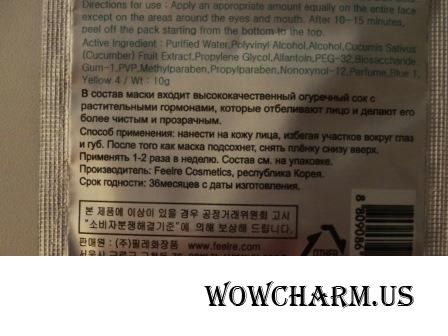 Directions for use : Apply an appropriate amount equally on the entire face
except on the areas around the eyes and mouth. After 10~15 minutes,
peel off the pack starting from the bottom to the top.
Active Ingredient : Purified Water,Polyvinyl Alcohol,Alcohol,Cucumis Sativus
(Cucumber) Fruit Extract,Propylene Glycol,Allantoin,PEG-32,Biosaccharide
Gum-1,PVP,Methylparaben,Propylparaben,Nonoxynol-12,Perfume,Blue 1,
Yellow 4 / Wt : 10g
В состав маски входит высококачественный огуречный сок с
растительными гормонами, которые отбеливают лицо и делают его
более чистым и прозрачным.
Способ применения: нанести на кожу лица, избегая участков вокруг глаз
и губ. После того как маска подсохнет, снять плёнку снизу вверх.
Применять 1-2 раза в неделю. Состав см. на упаковке.
Производитель: Feelre Cosmetics, республика Корея.
Срок годности: 36месяцев с даты изготовления.
본 제품에 이상이 있을 경우 공정거래위원회 고시
"소비자분쟁해결기준"에 의해 보상해 드립니다.
판매원 : (주)필레화장품 www.feelre.com
OTHER
8 809086
WOWCHARM.US